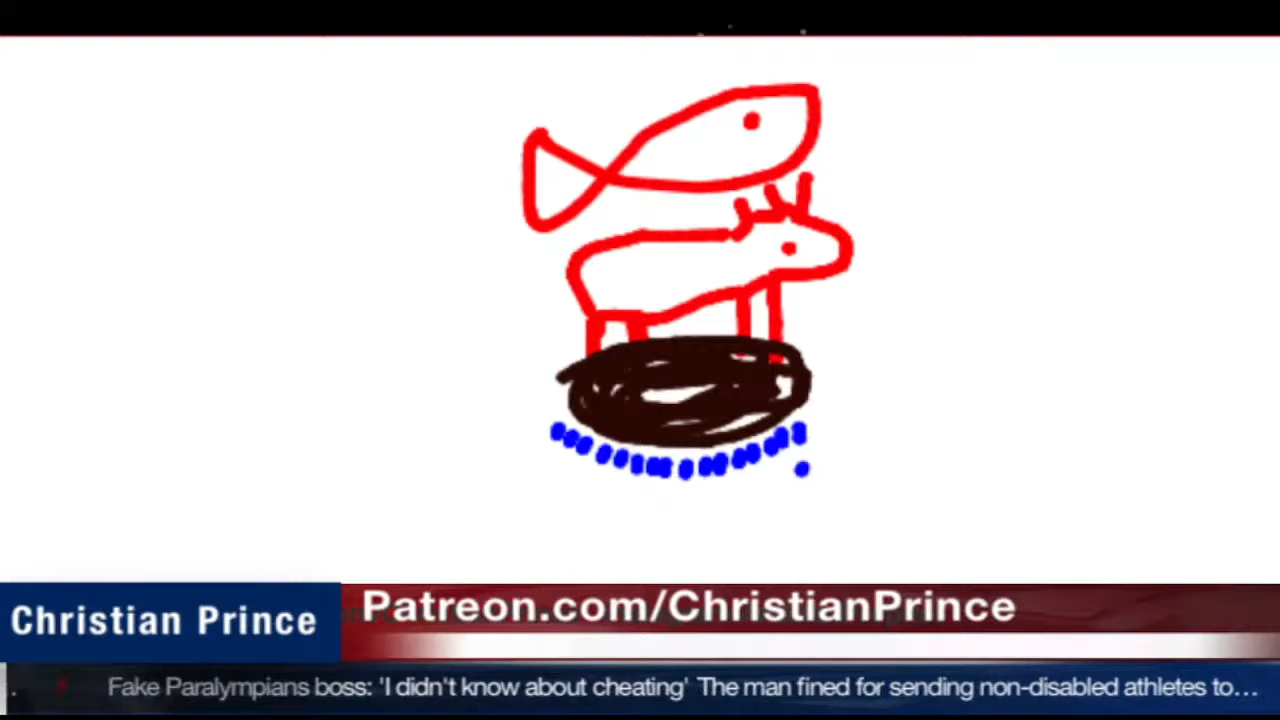 Patreon.com/ChristianPrince
Christian Prince
Fake Paralympians boss: 'I didn't know about cheating' The man fined for sending non-disabled athletes to...